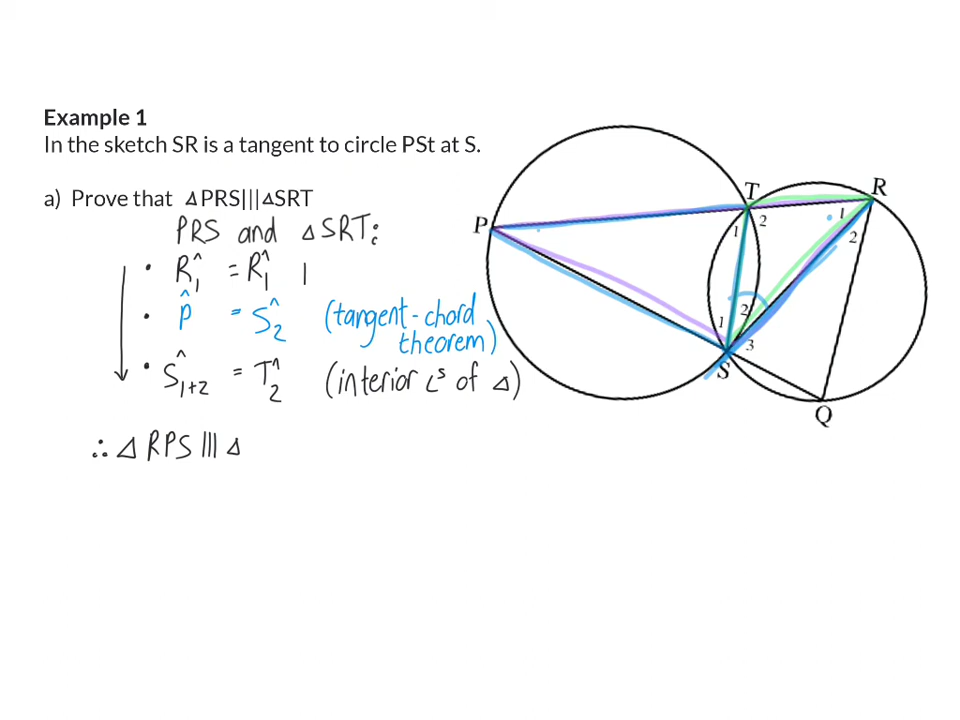 Example 1
In the sketch SR is a tangent to circle PSt at S.
a) Prove that ΔPRS|||ΔSRT
PRS and ΔSRT:
• R̂₁ = R̂₁ |
• P̂ = Ŝ₂ (tangent-chord theorem)
• Ŝ₁₊₂ = T̂₂ (interior ∠ˢ of Δ)
∴ Δ RPS ||| Δ
P
T
R
1
2
1
2
1
2
3
S
Q